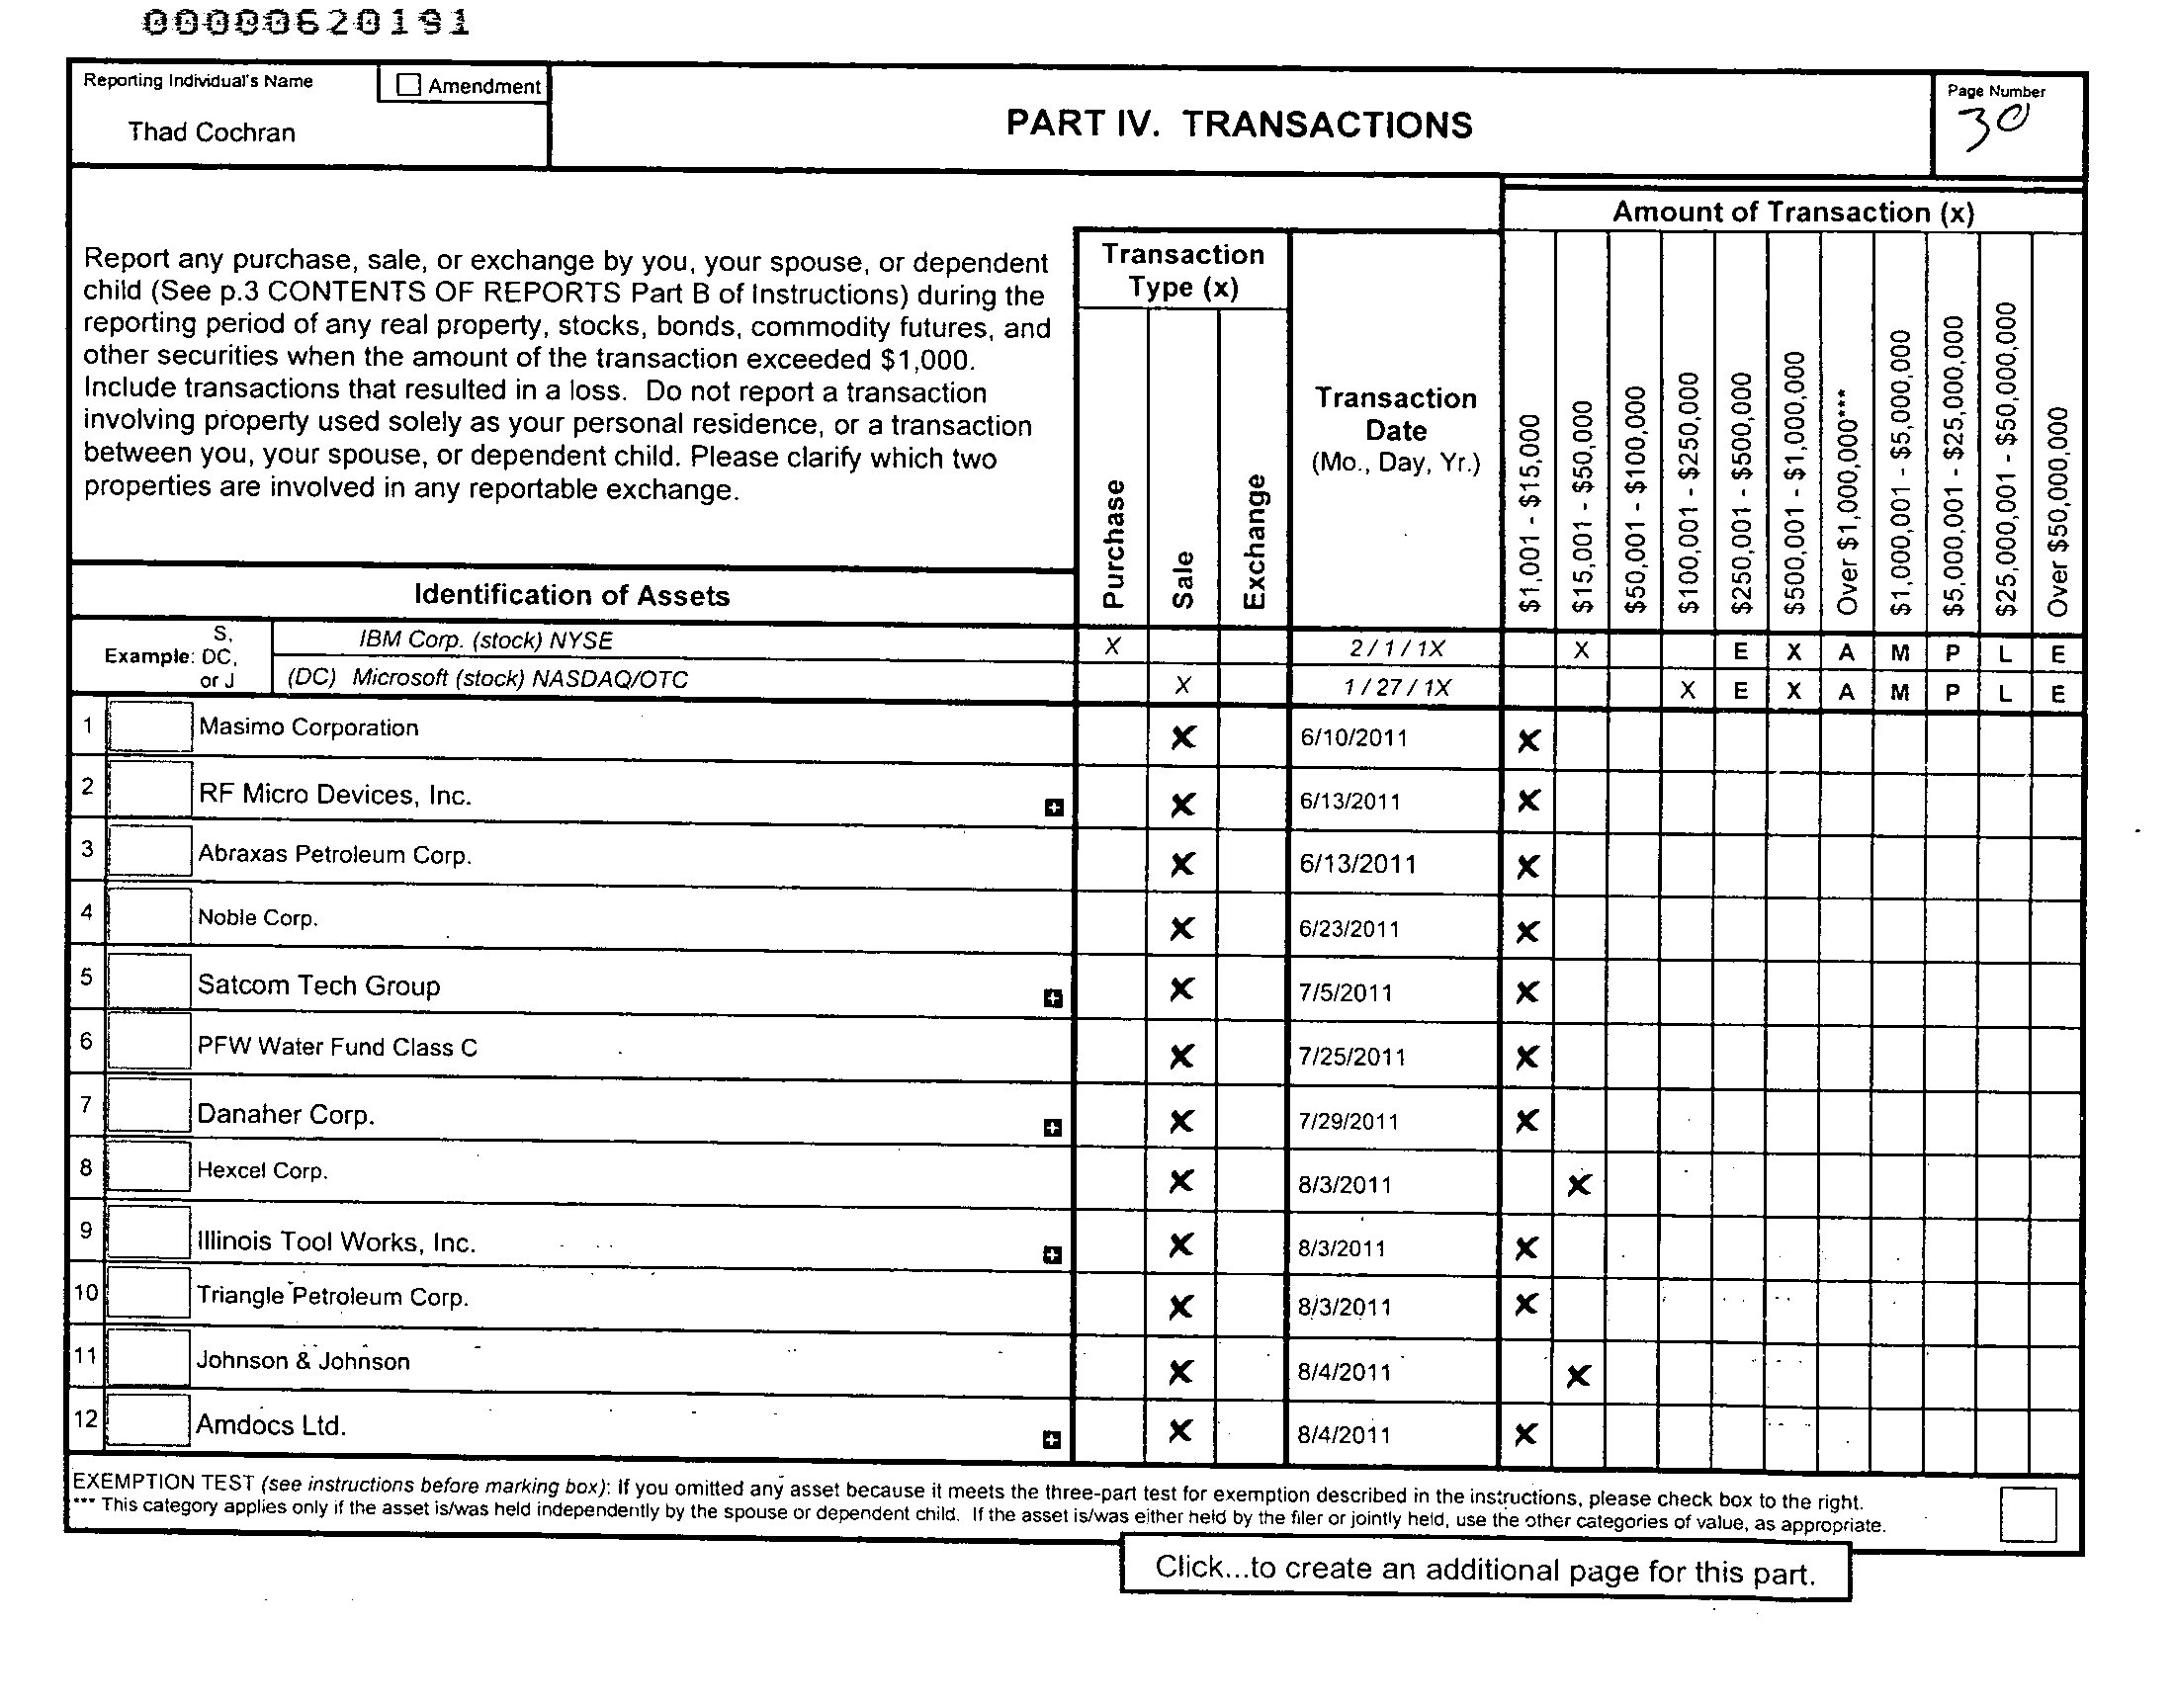 00000620191
Reporting Individual's Name
Amendment
Thad Cochran
PART IV. TRANSACTIONS
Page Number
30
Amount of Transaction (x)
Report any purchase, sale, or exchange by you, your spouse, or dependent
child (See p.3 CONTENTS OF REPORTS Part B of Instructions) during the
reporting period of any real property, stocks, bonds, commodity futures, and
other securities when the amount of the transaction exceeded $1,000.
Include transactions that resulted in a loss. Do not report a transaction
involving property used solely as your personal residence, or a transaction
between you, your spouse, or dependent child. Please clarify which two
properties are involved in any reportable exchange.
Transaction
Type (x)
Purchase
Sale
Exchange
Transaction
Date
(Mo., Day, Yr.)
$1,001 - $15,000
$15,001 - $50,000
$50,001 - $100,000
$100,001 - $250,000
$250,001 - $500,000
$500,001 - $1,000,000
Over $1,000,000***
$1,000,001 - $5,000,000
$5,000,001 - $25,000,000
$25,000,001 - $50,000,000
Over $50,000,000
Identification of Assets
Example: S, DC, or J
IBM Corp. (stock) NYSE X 2 / 1 / 1X X E X A M P L E
(DC) Microsoft (stock) NASDAQ/OTC X 1 / 27 / 1X X E X A M P L E
1 Masimo Corporation X 6/10/2011 X
2 RF Micro Devices, Inc. + X 6/13/2011 X
3 Abraxas Petroleum Corp. X 6/13/2011 X
4 Noble Corp. X 6/23/2011 X
5 Satcom Tech Group + X 7/5/2011 X
6 PFW Water Fund Class C X 7/25/2011 X
7 Danaher Corp. + X 7/29/2011 X
8 Hexcel Corp. X 8/3/2011 X
9 Illinois Tool Works, Inc. + X 8/3/2011 X
10 Triangle Petroleum Corp. X 8/3/2011 X
11 Johnson & Johnson X 8/4/2011 X
12 Amdocs Ltd. + X 8/4/2011 X
EXEMPTION TEST (see instructions before marking box): If you omitted any asset because it meets the three-part test for exemption described in the instructions, please check box to the right.
*** This category applies only if the asset is/was held independently by the spouse or dependent child. If the asset is/was either held by the filer or jointly held, use the other categories of value, as appropriate.
Click...to create an additional page for this part.